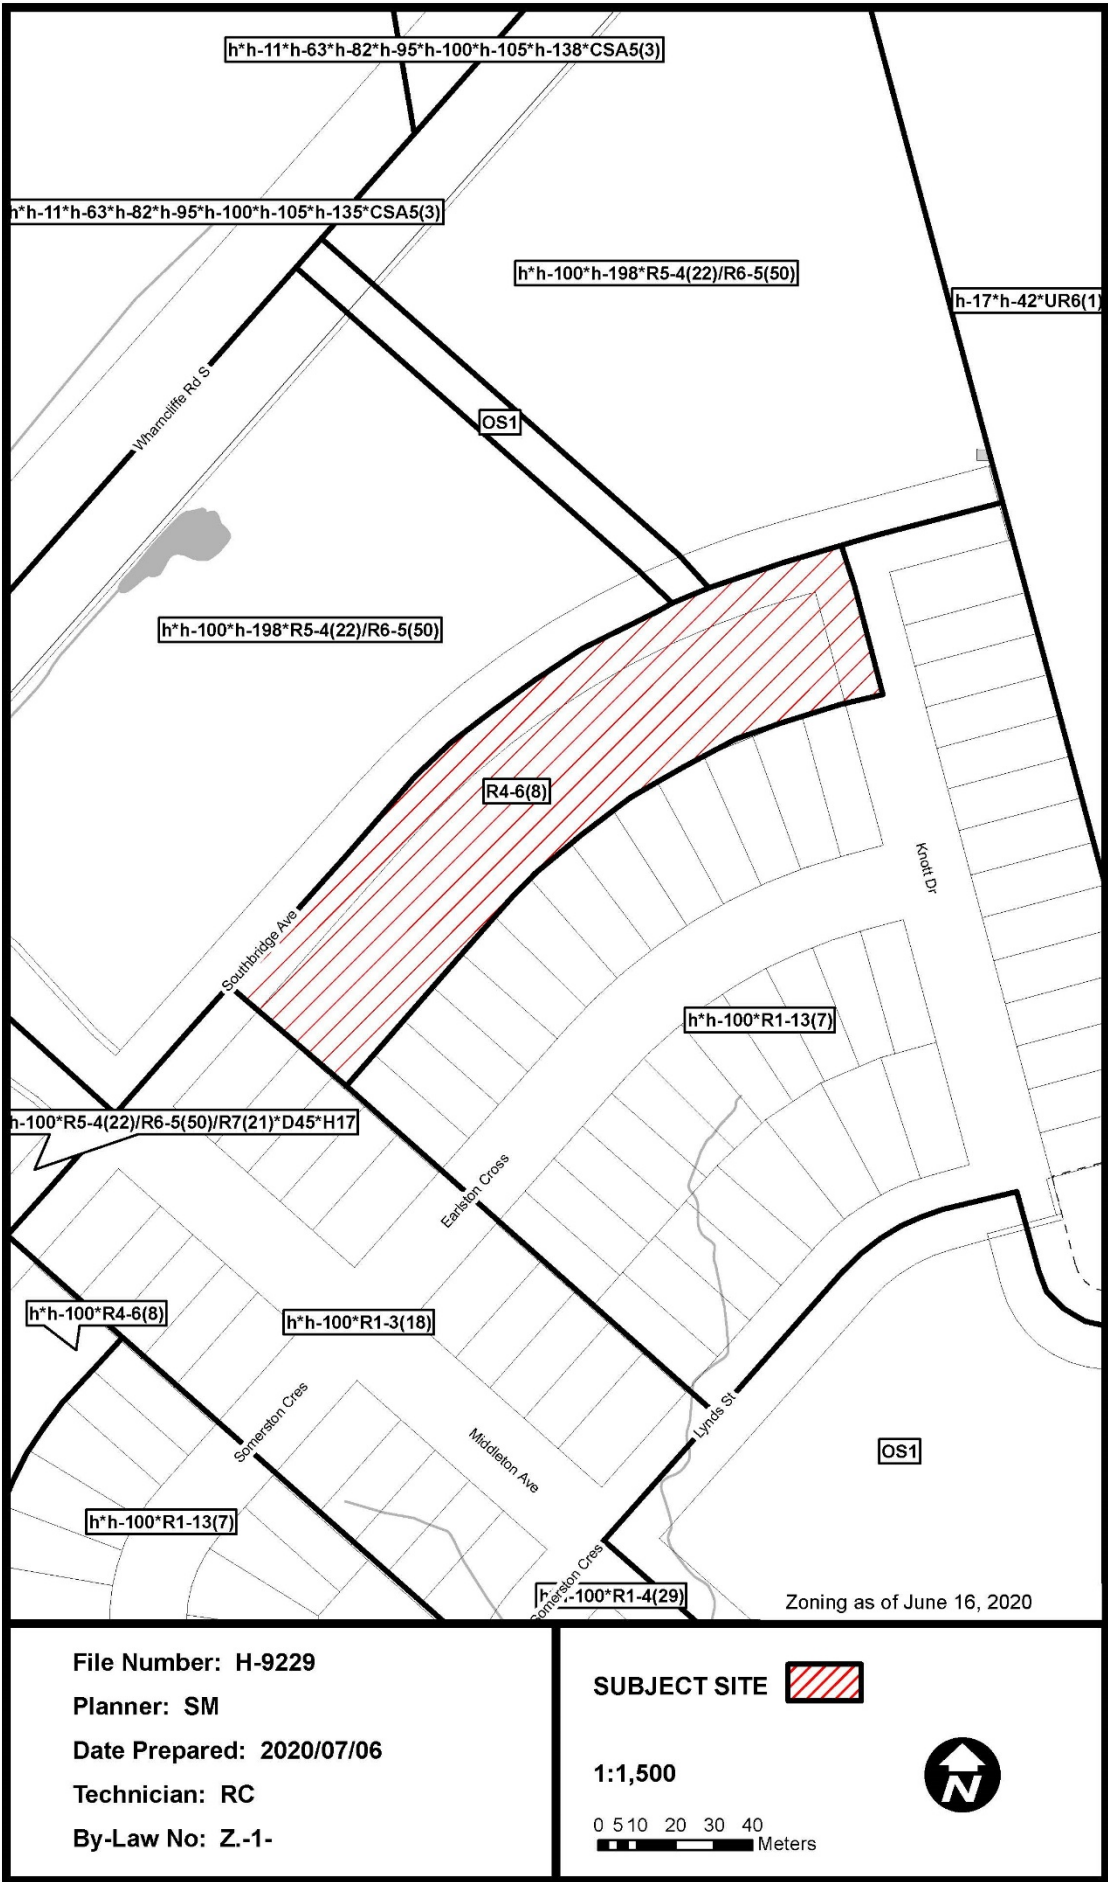 h*h-11*h-63*h-82*h-95*h-100*h-105*h-138*CSA5(3)
h*h-11*h-63*h-82*h-95*h-100*h-105*h-135*CSA5(3)
h*h-100*h-198*R5-4(22)/R6-5(50)
h-17*h-42*UR6(1)
Wharncliffe Rd S
OS1
h*h-100*h-198*R5-4(22)/R6-5(50)
R4-6(8)
Knott Dr
Southbridge Ave
h*h-100*R1-13(7)
h-100*R5-4(22)/R6-5(50)/R7(21)*D45*H17
Earlston Cross
h*h-100*R4-6(8)
h*h-100*R1-3(18)
Somerston Cres
Middleton Ave
Lynds St
OS1
h*h-100*R1-13(7)
Somerston Cres
-100*R1-4(29)
Zoning as of June 16, 2020
File Number: H-9229
Planner: SM
Date Prepared: 2020/07/06
Technician: RC
By-Law No: Z.-1-
SUBJECT SITE
1:1,500
0 5 10 20 30 40
Meters
N